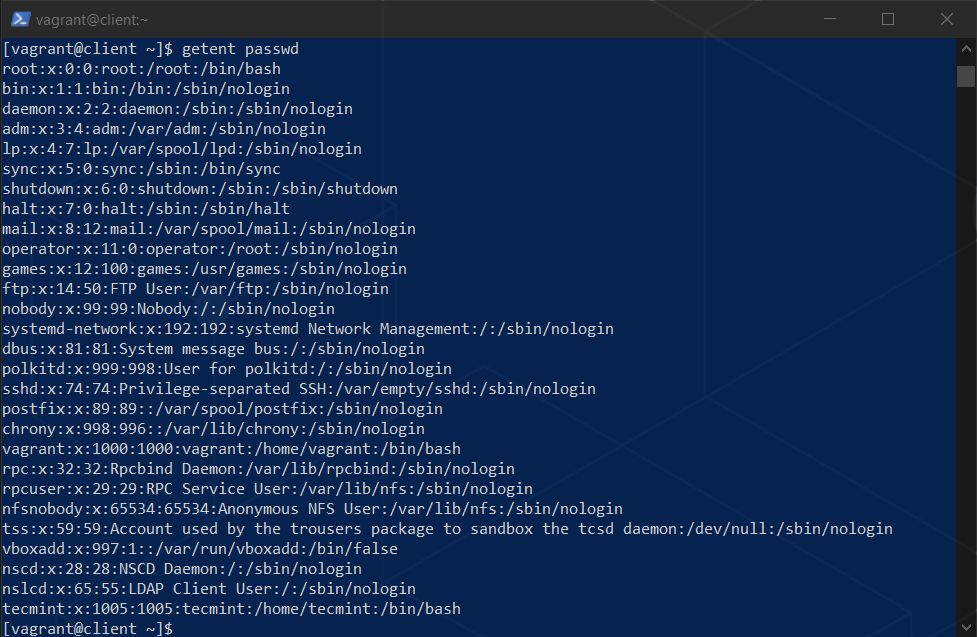 vagrant@client:~
[vagrant@client ~]$ getent passwd
root:x:0:0:root:/root:/bin/bash
bin:x:1:1:bin:/bin:/sbin/nologin
daemon:x:2:2:daemon:/sbin:/sbin/nologin
adm:x:3:4:adm:/var/adm:/sbin/nologin
lp:x:4:7:lp:/var/spool/lpd:/sbin/nologin
sync:x:5:0:sync:/sbin:/bin/sync
shutdown:x:6:0:shutdown:/sbin:/sbin/shutdown
halt:x:7:0:halt:/sbin:/sbin/halt
mail:x:8:12:mail:/var/spool/mail:/sbin/nologin
operator:x:11:0:operator:/root:/sbin/nologin
games:x:12:100:games:/usr/games:/sbin/nologin
ftp:x:14:50:FTP User:/var/ftp:/sbin/nologin
nobody:x:99:99:Nobody:/:/sbin/nologin
systemd-network:x:192:192:systemd Network Management:/:/sbin/nologin
dbus:x:81:81:System message bus:/:/sbin/nologin
polkitd:x:999:998:User for polkitd:/:/sbin/nologin
sshd:x:74:74:Privilege-separated SSH:/var/empty/sshd:/sbin/nologin
postfix:x:89:89::/var/spool/postfix:/sbin/nologin
chrony:x:998:996::/var/lib/chrony:/sbin/nologin
vagrant:x:1000:1000:vagrant:/home/vagrant:/bin/bash
rpc:x:32:32:Rpcbind Daemon:/var/lib/rpcbind:/sbin/nologin
rpcuser:x:29:29:RPC Service User:/var/lib/nfs:/sbin/nologin
nfsnobody:x:65534:65534:Anonymous NFS User:/var/lib/nfs:/sbin/nologin
tss:x:59:59:Account used by the trousers package to sandbox the tcsd daemon:/dev/null:/sbin/nologin
vboxadd:x:997:1::/var/run/vboxadd:/bin/false
nscd:x:28:28:NSCD Daemon:/:/sbin/nologin
nslcd:x:65:55:LDAP Client User:/:/sbin/nologin
tecmint:x:1005:1005:tecmint:/home/tecmint:/bin/bash
[vagrant@client ~]$